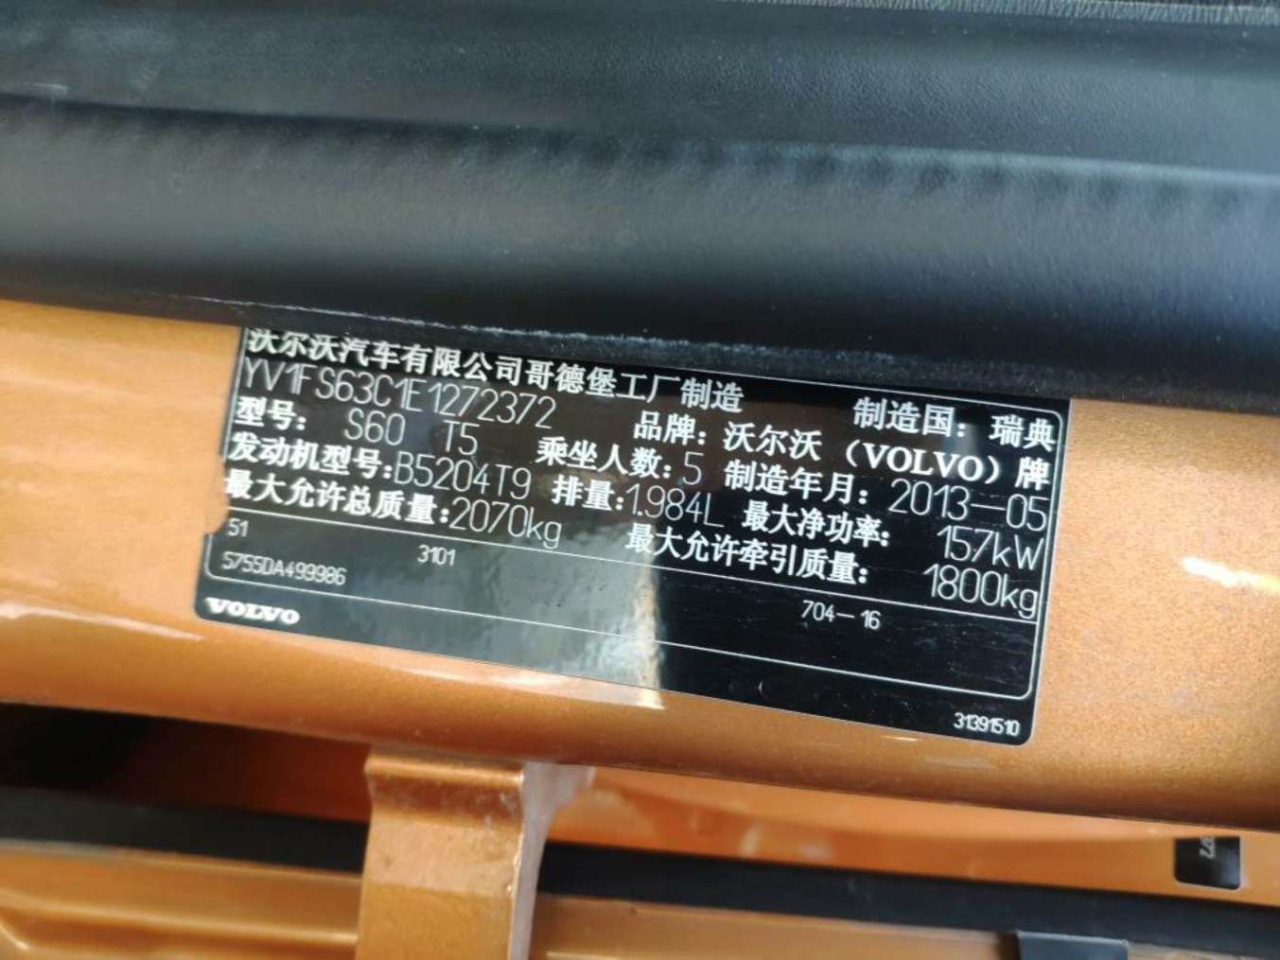 沃尔沃汽车有限公司哥德堡工厂制造 制造国：瑞典
YV1FS63C1E1272372 品牌：沃尔沃（VOLVO）牌
型号： S60 T5 乘坐人数：5 制造年月：2013-05
发动机型号:B5204T9 排量:1.984L 最大净功率： 157kW
最大允许总质量:2070kg 最大允许牵引质量： 1800kg
51 3101 704-16
5755DA499986
VOLVO 31391510